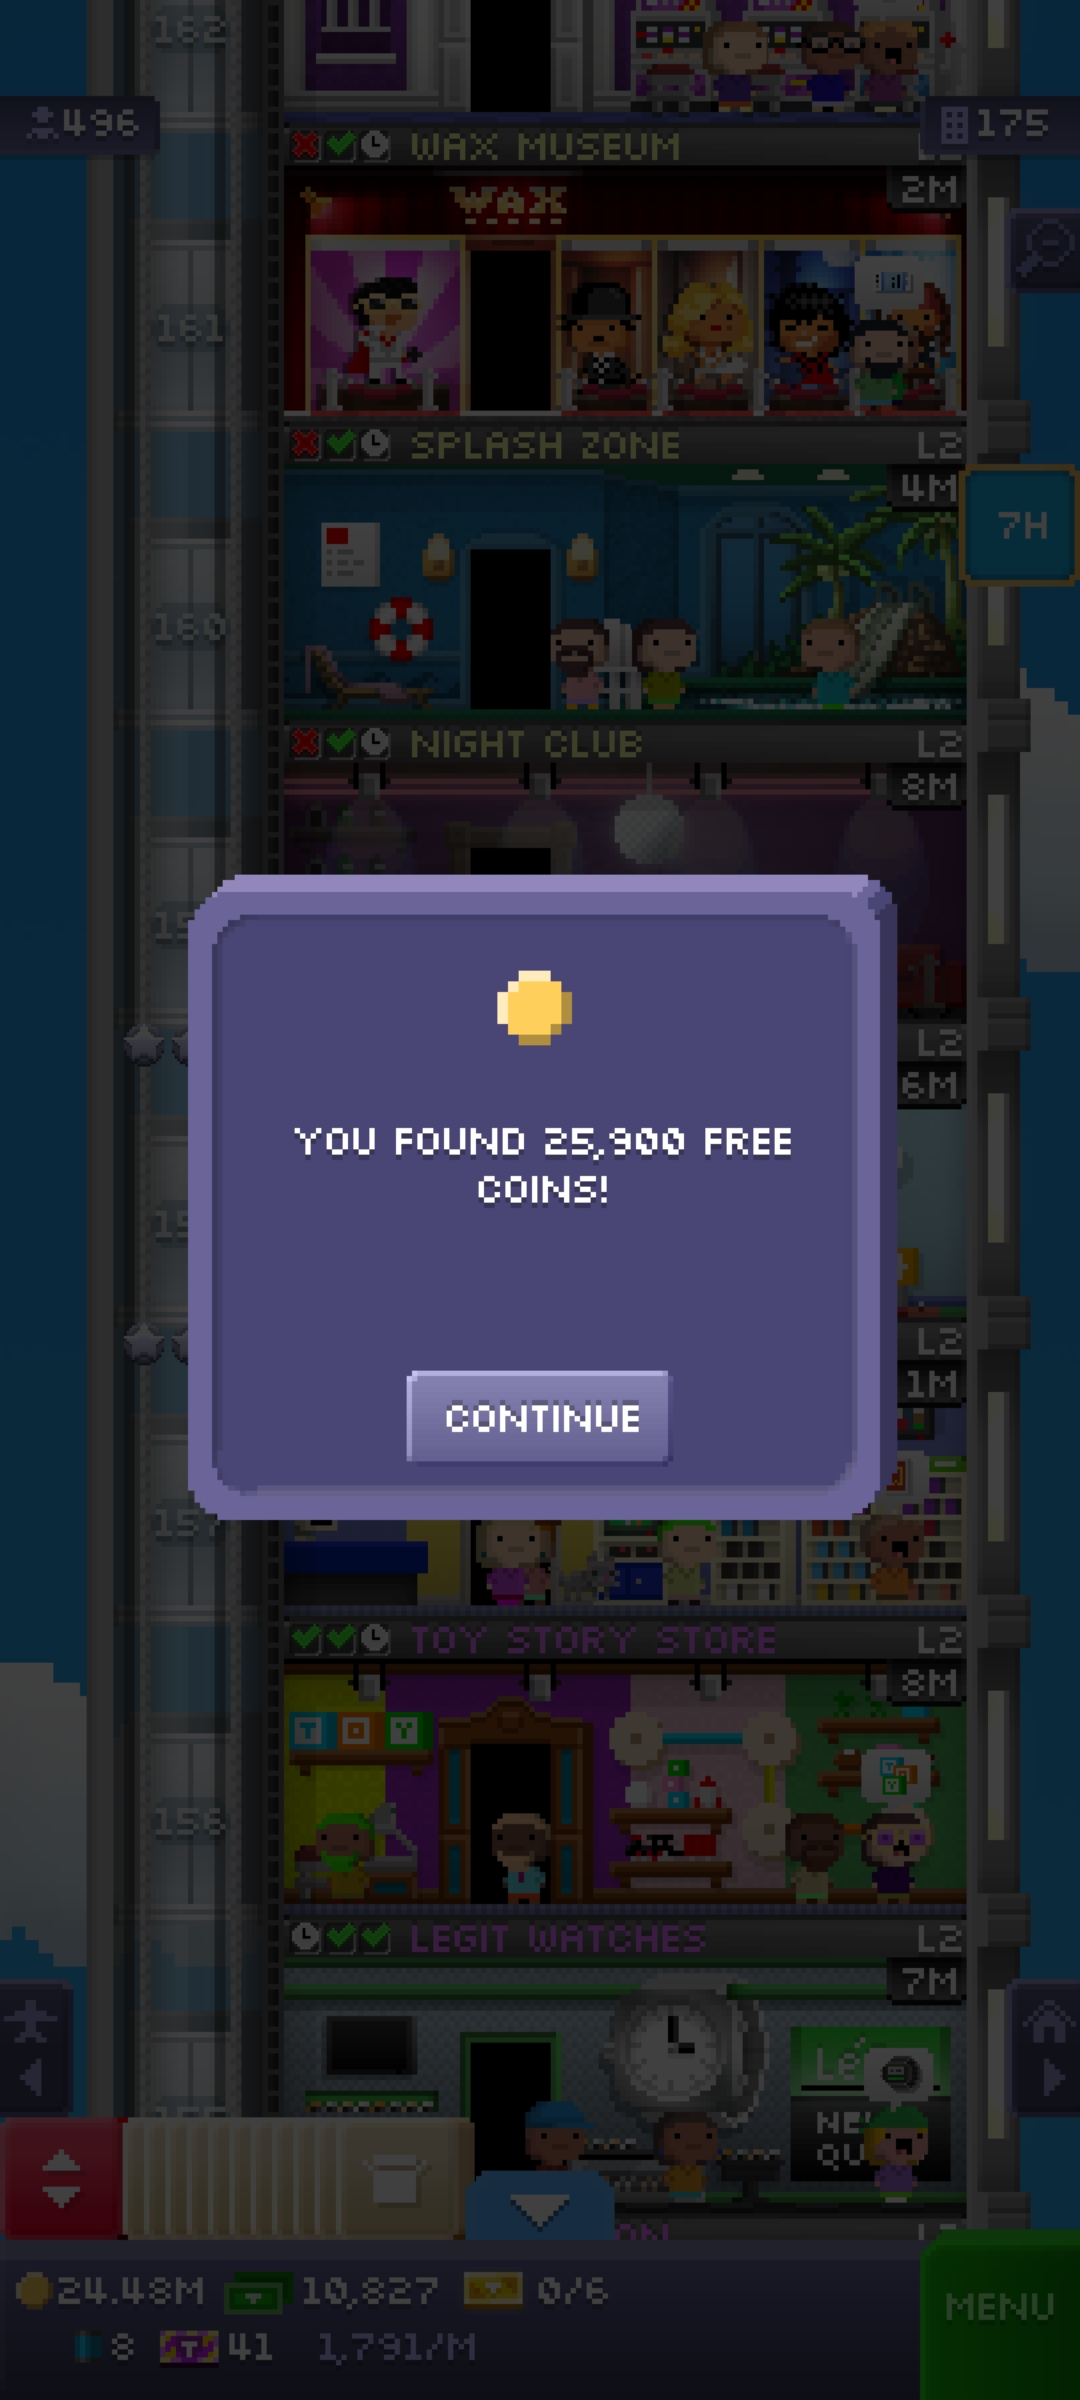 162
496
175
WAX MUSEUM
2M
WAX
161
SPLASH ZONE L2
4M
7H
160
NIGHT CLUB L2
8M
L2
6M
YOU FOUND 25,900 FREE
COINS!
L2
1M
CONTINUE
157
TOY STORY STORE L2
8M
TOY
156
LEGIT WATCHES L2
7M
24.48M 10,827 0/6
MENU
8 T 41 1,791/M